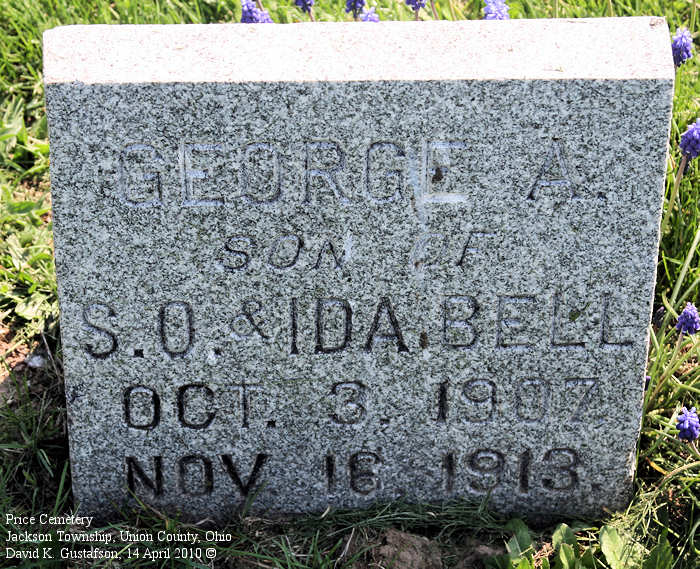 GEORGE A.
SON OF
S.O. & IDA BELL
OCT. 3, 1907
NOV 16, 1913.
Price Cemetery
Jackson Township, Union County, Ohio
David K. Gustafson, 14 April 2010 ©